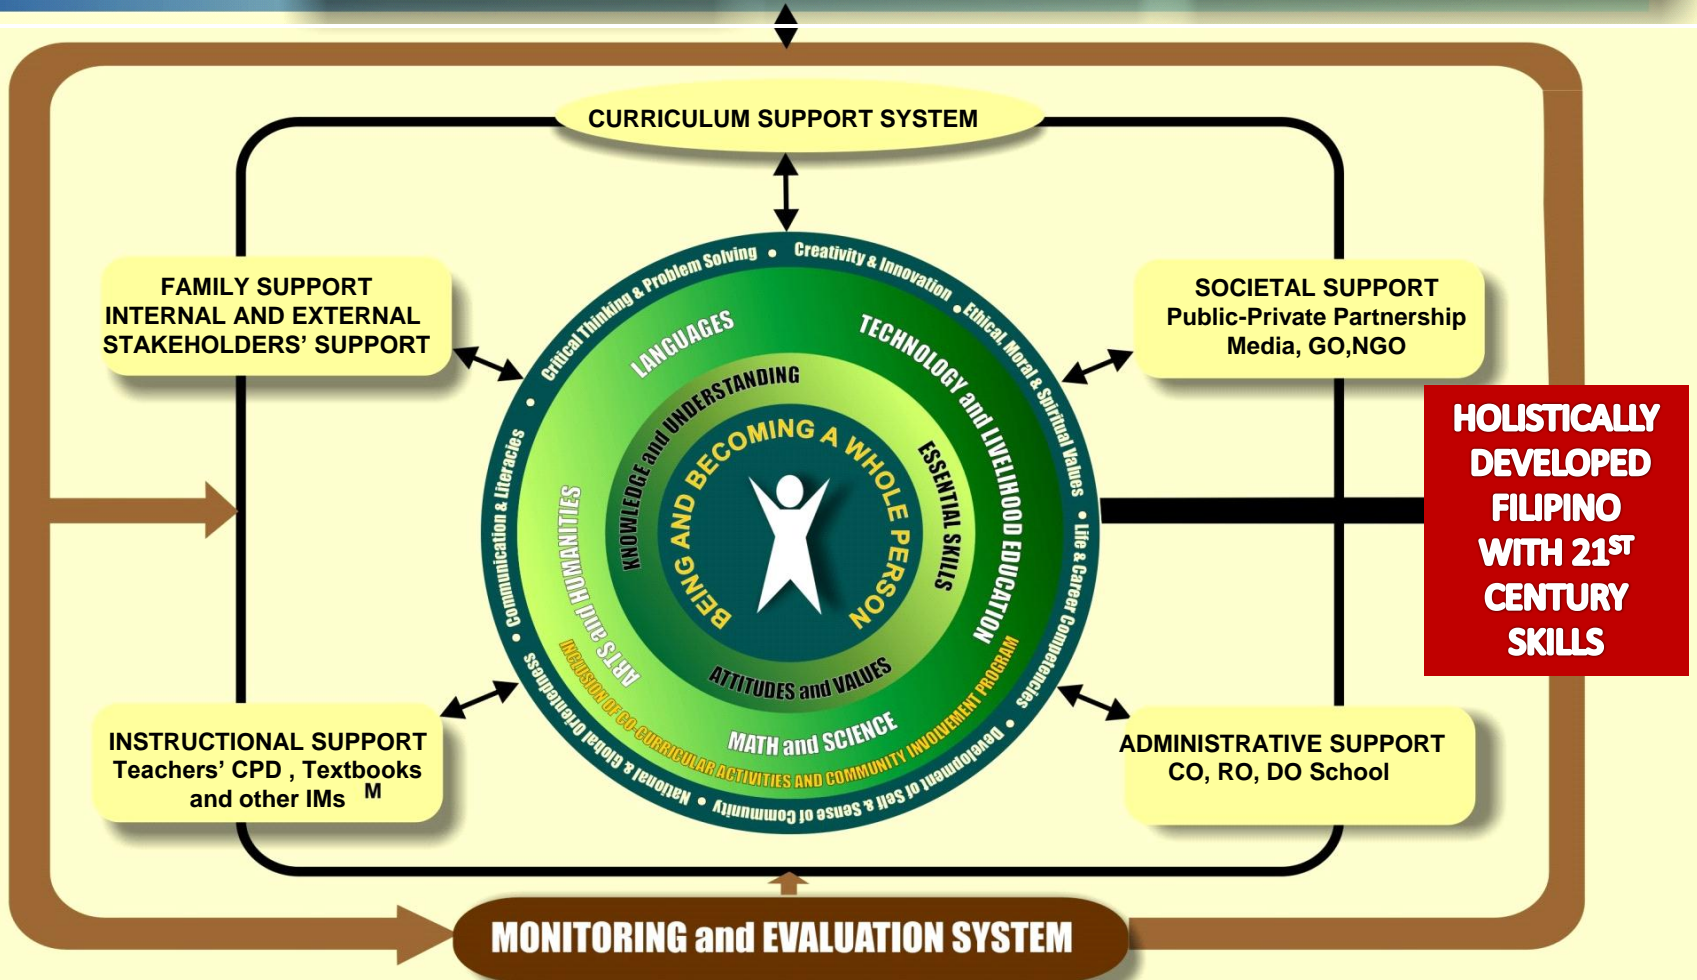 CURRICULUM SUPPORT SYSTEM
FAMILY SUPPORT
INTERNAL AND EXTERNAL
STAKEHOLDERS’ SUPPORT
SOCIETAL SUPPORT
Public-Private Partnership
Media, GO,NGO
Critical Thinking & Problem Solving • Creativity & Innovation • Ethical, Moral & Spiritual Values • Life & Career Competencies • Development of Self & Sense of Community • National & Global Orientedness • Communication & Literacies •
LANGUAGES
TECHNOLOGY and LIVELIHOOD EDUCATION
MATH and SCIENCE
ARTS and HUMANITIES
INCLUSION OF CO-CURRICULAR ACTIVITIES AND COMMUNITY INVOLVEMENT PROGRAM
KNOWLEDGE and UNDERSTANDING
ESSENTIAL SKILLS
ATTITUDES and VALUES
BEING AND BECOMING A WHOLE PERSON
HOLISTICALLY
DEVELOPED
FILIPINO
WITH 21ST
CENTURY
SKILLS
INSTRUCTIONAL SUPPORT
Teachers’ CPD , Textbooks
and other IMs M
ADMINISTRATIVE SUPPORT
CO, RO, DO School
MONITORING and EVALUATION SYSTEM